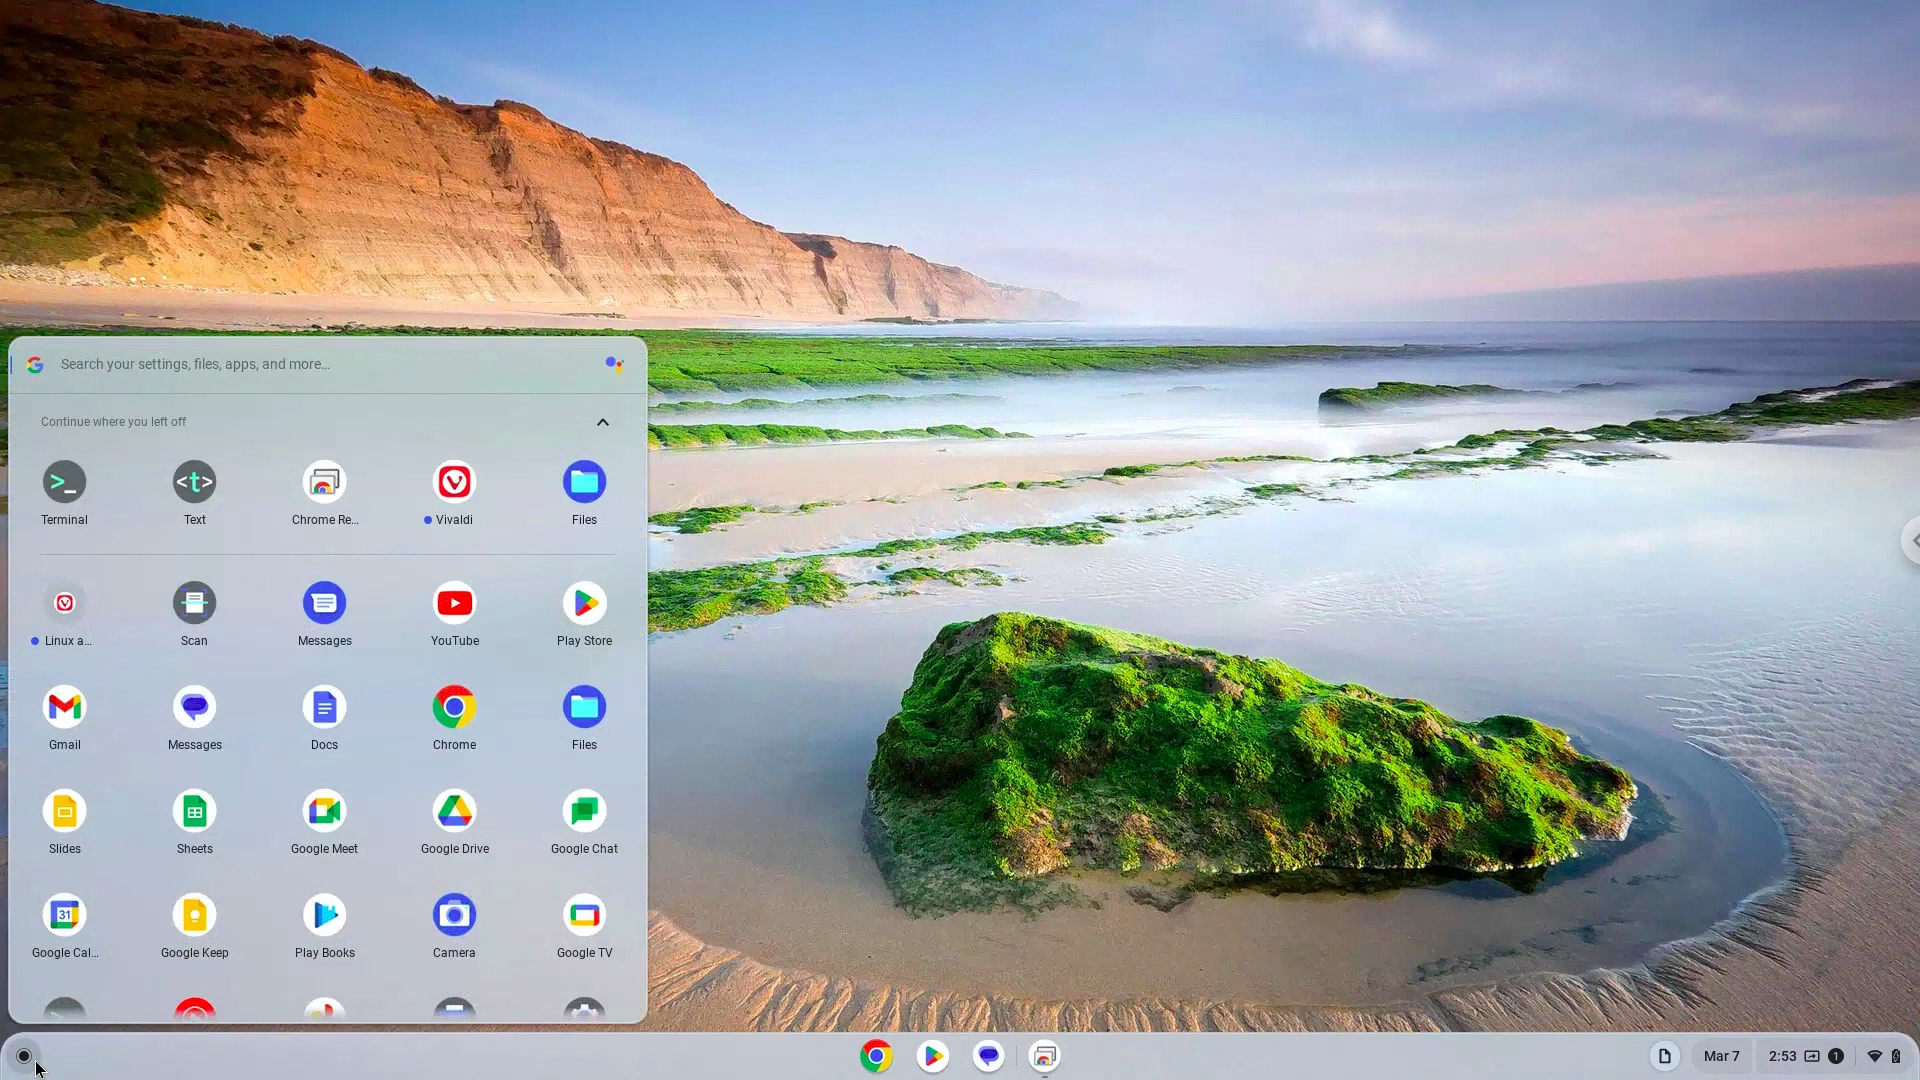 Search your settings, files, apps, and more...
Continue where you left off
Terminal
Text
Chrome Re...
Vivaldi
Files
Linux a...
Scan
Messages
YouTube
Play Store
Gmail
Messages
Docs
Chrome
Files
Slides
Sheets
Google Meet
Google Drive
Google Chat
31
Google Cal...
Google Keep
Play Books
Camera
Google TV
Mar 7
2:53
1